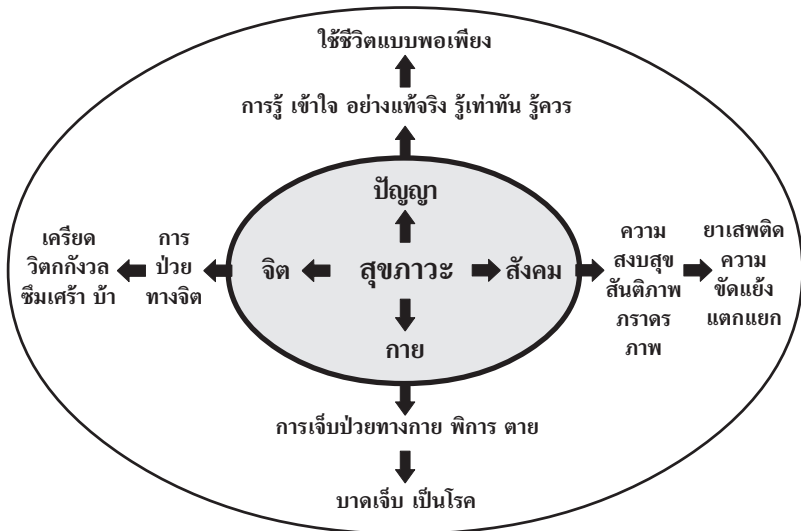 ใช้ชีวิตแบบพอเพียง
การรู้ เข้าใจ อย่างแท้จริง รู้เท่าทัน รู้ควร
ปัญญา
เครียด
วิตกกังวล
ซึมเศร้า บ้า
การ
ป่วย
ทางจิต
จิต
สุขภาวะ
สังคม
ความ
สงบสุข
สันติภาพ
ภราดร
ภาพ
ยาเสพติด
ความ
ขัดแย้ง
แตกแยก
กาย
การเจ็บป่วยทางกาย พิการ ตาย
บาดเจ็บ เป็นโรค